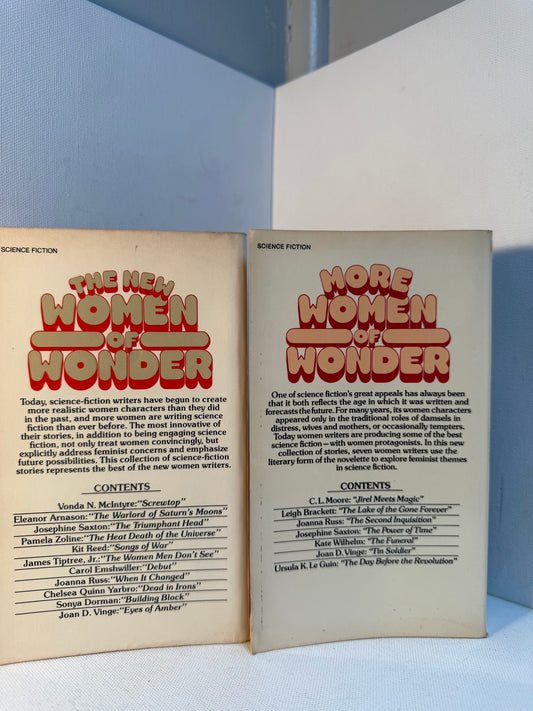 SCIENCE FICTION
THE NEW
WOMEN
OF
WONDER
Today, science-fiction writers have begun to create
more realistic women characters than they did
in the past, and more women are writing science
fiction than ever before. The most innovative of
their stories, in addition to being engaging science
fiction, not only treat women convincingly, but
explicitly address feminist concerns and emphasize
future possibilities. This collection of science-fiction
stories represents the best of the new women writers.
CONTENTS
Vonda N. McIntyre: "Screwtop"
Eleanor Arnason: "The Warlord of Saturn's Moons"
Josephine Saxton: "The Triumphant Head"
Pamela Zoline: "The Heat Death of the Universe"
Kit Reed: "Songs of War"
James Tiptree, Jr.: "The Women Men Don't See"
Carol Emshwiller: "Debut"
Joanna Russ: "When It Changed"
Chelsea Quinn Yarbro: "Dead in Irons"
Sonya Dorman: "Building Block"
Joan D. Vinge: "Eyes of Amber"
SCIENCE FICTION
MORE
WOMEN
OF
WONDER
One of science fiction's great appeals has always been
that it both reflects the age in which it was written and
forecasts the future. For many years, its women characters
appeared only in the traditional roles of damsels in
distress, wives and mothers, or occasionally tempters.
Today women writers are producing some of the best
science fiction — with women protagonists. In this new
collection of stories, seven women writers use the
literary form of the novelette to explore feminist themes
in science fiction.
CONTENTS
C. L. Moore: "Jirel Meets Magic"
Leigh Brackett: "The Lake of the Gone Forever"
Joanna Russ: "The Second Inquisition"
Josephine Saxton: "The Power of Time"
Kate Wilhelm: "The Funeral"
Joan D. Vinge: "Tin Soldier"
Ursula K. Le Guin: "The Day Before the Revolution"